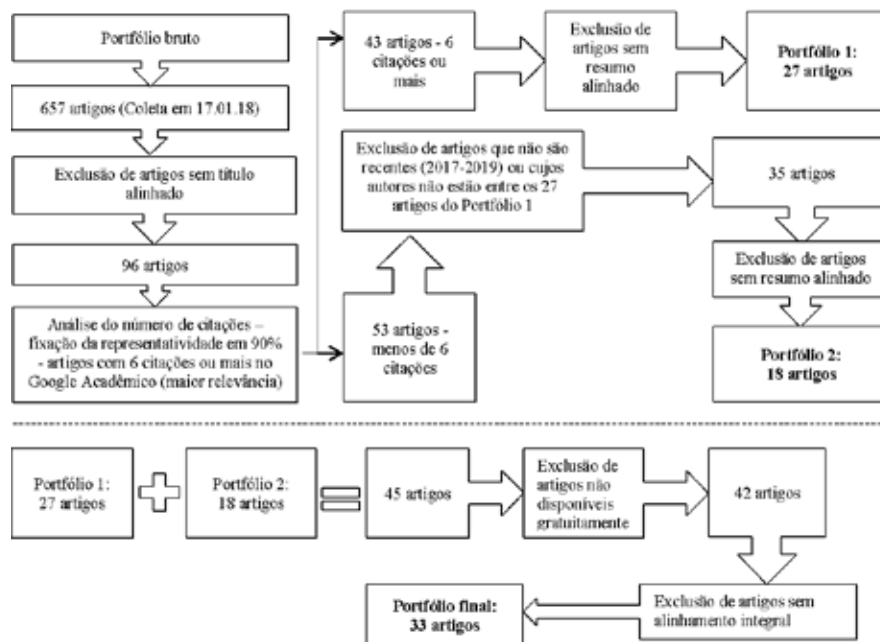 Portfólio bruto
657 artigos (Coleta em 17.01.18)
Exclusão de artigos sem título
alinhado
96 artigos
Análise do número de citações –
fixação da representatividade em 90%
- artigos com 6 citações ou mais no
Google Acadêmico (maior relevância)
43 artigos - 6
citações ou
mais
Exclusão de
artigos sem
resumo
alinhado
Portfólio 1:
27 artigos
53 artigos -
menos de 6
citações
Exclusão de artigos que não são
recentes (2017-2019) ou cujos
autores não estão entre os 27
artigos do Portfólio 1
35 artigos
Exclusão de artigos
sem resumo alinhado
Portfólio 2:
18 artigos
Portfólio 1:
27 artigos
Portfólio 2:
18 artigos
45 artigos
Exclusão de
artigos não
disponíveis
gratuitamente
42 artigos
Exclusão de artigos sem
alinhamento integral
Portfólio final:
33 artigos